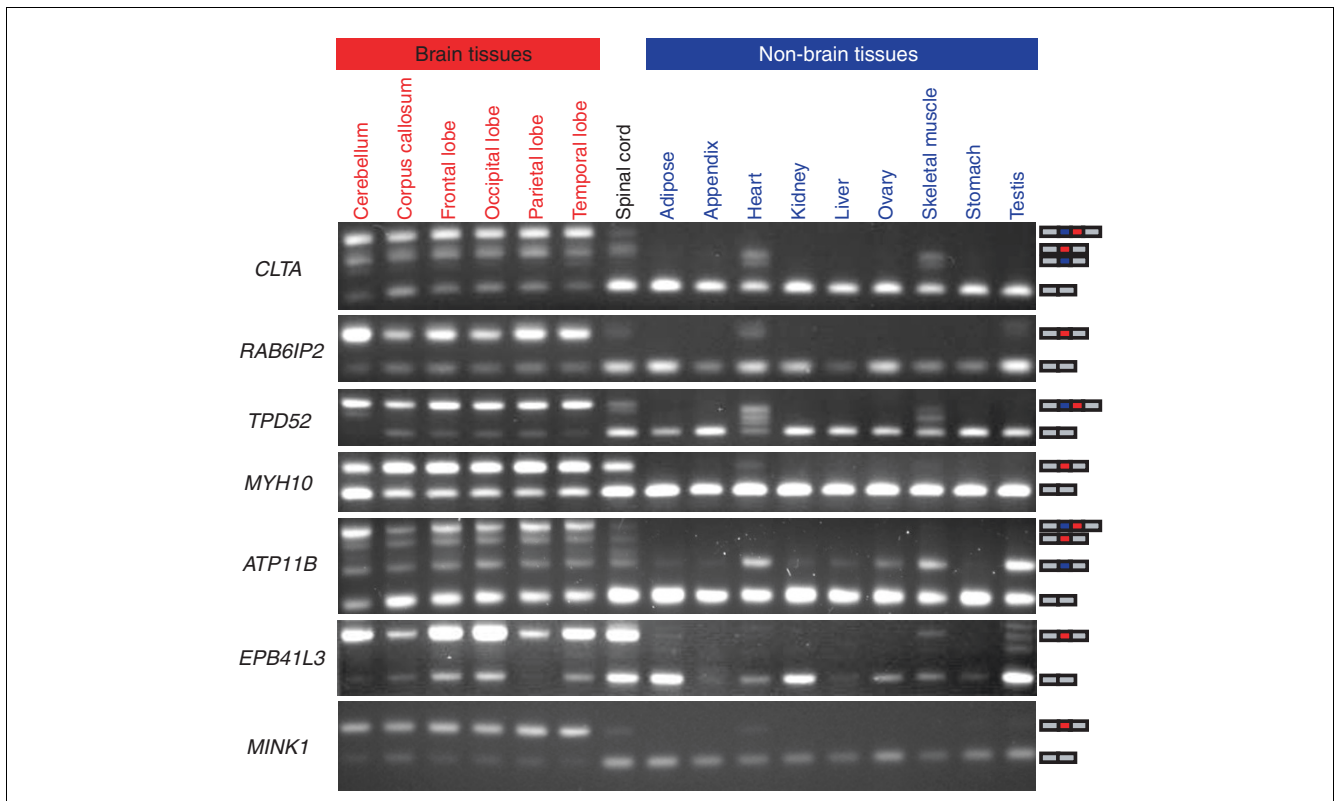 Brain tissues
Non-brain tissues
Cerebellum
Corpus callosum
Frontal lobe
Occipital lobe
Parietal lobe
Temporal lobe
Spinal cord
Adipose
Appendix
Heart
Kidney
Liver
Ovary
Skeletal muscle
Stomach
Testis
CLTA
RAB6IP2
TPD52
MYH10
ATP11B
EPB41L3
MINK1